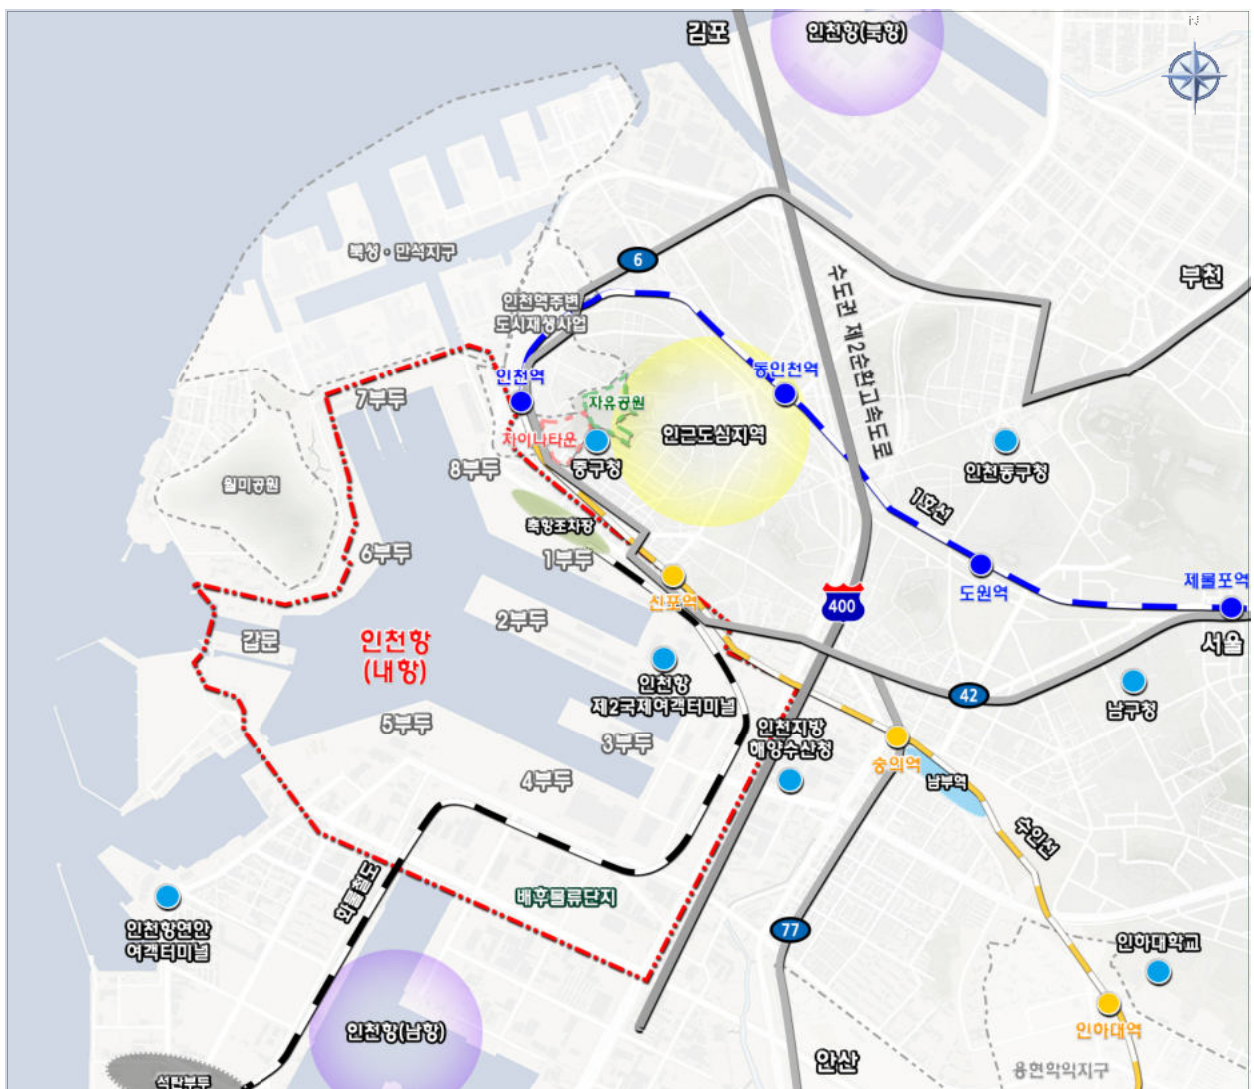 김포
인천항(북항)
N
북성·만석지구
6
수도권 제2순환고속도로
부천
인천역주변
도시재생사업
인천역
동인천역
7부두
자유공원
차이나타운
인근도심지역
중구청
8부두
인천동구청
월미공원
축항조차장
1호선
6부두
1부두
신포역
400
도원역
제물포역
서울
2부두
갑문
인천항
(내항)
인천항
제2국제여객터미널
42
남구청
5부두
3부두
인천지방
해양수산청
숭의역
남부역
4부두
수인선
화물철도
배후물류단지
인천항연안
여객터미널
77
인하대학교
인천항(남항)
인하대역
안산
용현학익지구
석탄부두